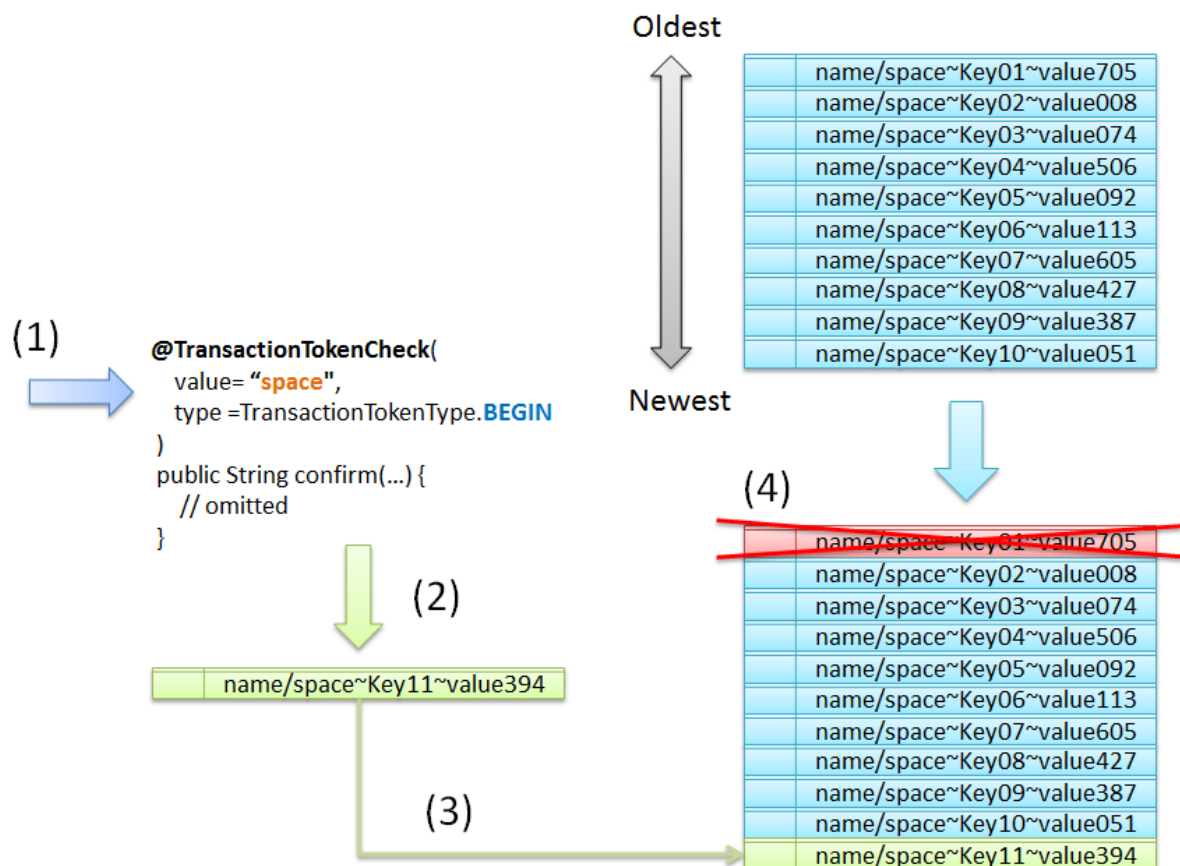 Oldest
name/space~Key01~value705
name/space~Key02~value008
name/space~Key03~value074
name/space~Key04~value506
name/space~Key05~value092
name/space~Key06~value113
name/space~Key07~value605
name/space~Key08~value427
name/space~Key09~value387
name/space~Key10~value051
Newest
(1)
@TransactionTokenCheck(
value= “space",
type =TransactionTokenType.BEGIN
)
public String confirm(...) {
// omitted
}
(2)
name/space~Key11~value394
(3)
(4)
name/space~Key01~value705
name/space~Key02~value008
name/space~Key03~value074
name/space~Key04~value506
name/space~Key05~value092
name/space~Key06~value113
name/space~Key07~value605
name/space~Key08~value427
name/space~Key09~value387
name/space~Key10~value051
name/space~Key11~value394